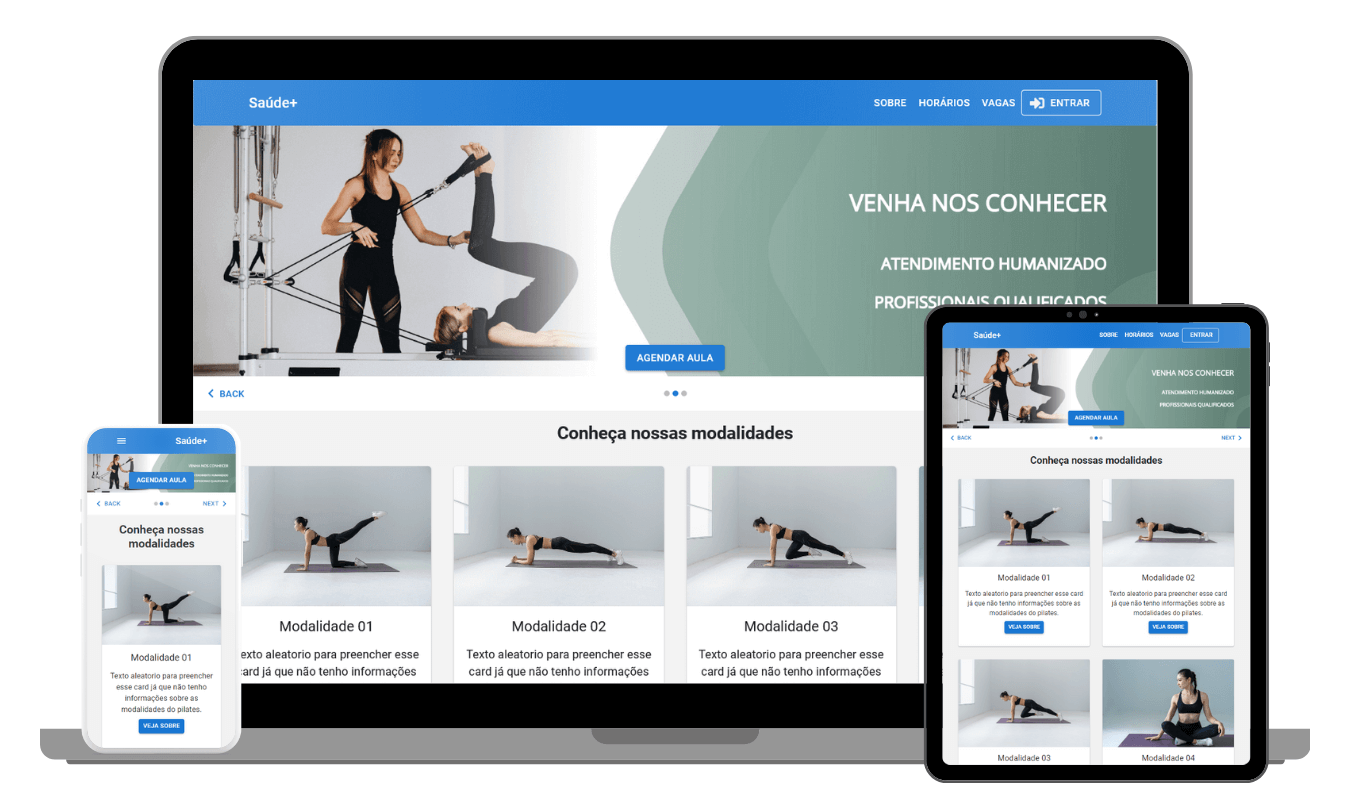 Saúde+
SOBRE HORÁRIOS VAGAS ENTRAR
VENHA NOS CONHECER
ATENDIMENTO HUMANIZADO
PROFISSIONAIS QUALIFICADOS
AGENDAR AULA
BACK
Conheça nossas modalidades
Modalidade 01
exto aleatorio para preencher esse
card já que não tenho informações
Modalidade 02
Texto aleatorio para preencher esse
card já que não tenho informações
Modalidade 03
Texto aleatorio para preencher esse
card já que não tenho informações
Saúde+
AGENDAR AULA
VENHA NOS CONHECER
BACK NEXT
Conheça nossas
modalidades
Modalidade 01
Texto aleatorio para preencher
esse card já que não tenho
informações sobre as
modalidades do pilates.
VEJA SOBRE
Saúde+
SOBRE HORÁRIOS VAGAS ENTRAR
VENHA NOS CONHECER
ATENDIMENTO HUMANIZADO
PROFISSIONAIS QUALIFICADOS
AGENDAR AULA
BACK NEXT
Conheça nossas modalidades
Modalidade 01
Texto aleatorio para preencher esse card
já que não tenho informações sobre as
modalidades do pilates.
VEJA SOBRE
Modalidade 02
Texto aleatorio para preencher esse card
já que não tenho informações sobre as
modalidades do pilates.
VEJA SOBRE
Modalidade 03
Modalidade 04